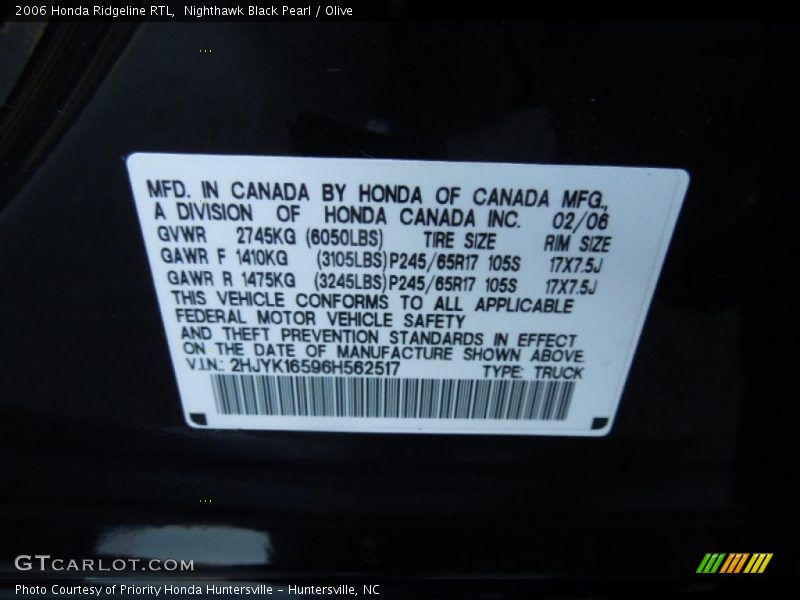 2006 Honda Ridgeline RTL,  Nighthawk Black Pearl / Olive
MFD. IN CANADA BY HONDA OF CANADA MFG.,
A DIVISION OF HONDA CANADA INC. 02/06
GVWR 2745KG (6050LBS) TIRE SIZE RIM SIZE
GAWR F 1410KG (3105LBS) P245/65R17 105S 17X7.5J
GAWR R 1475KG (3245LBS) P245/65R17 105S 17X7.5J
THIS VEHICLE CONFORMS TO ALL APPLICABLE
FEDERAL MOTOR VEHICLE SAFETY
AND THEFT PREVENTION STANDARDS IN EFFECT
ON THE DATE OF MANUFACTURE SHOWN ABOVE.
V.I.N.: 2HJYK16596H562517 TYPE: TRUCK
GTCARLOT.COM
Photo Courtesy of Priority Honda Huntersville - Huntersville, NC